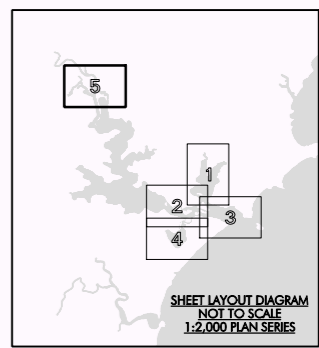 5
1
2
3
4
SHEET LAYOUT DIAGRAM
NOT TO SCALE
1:2,000 PLAN SERIES